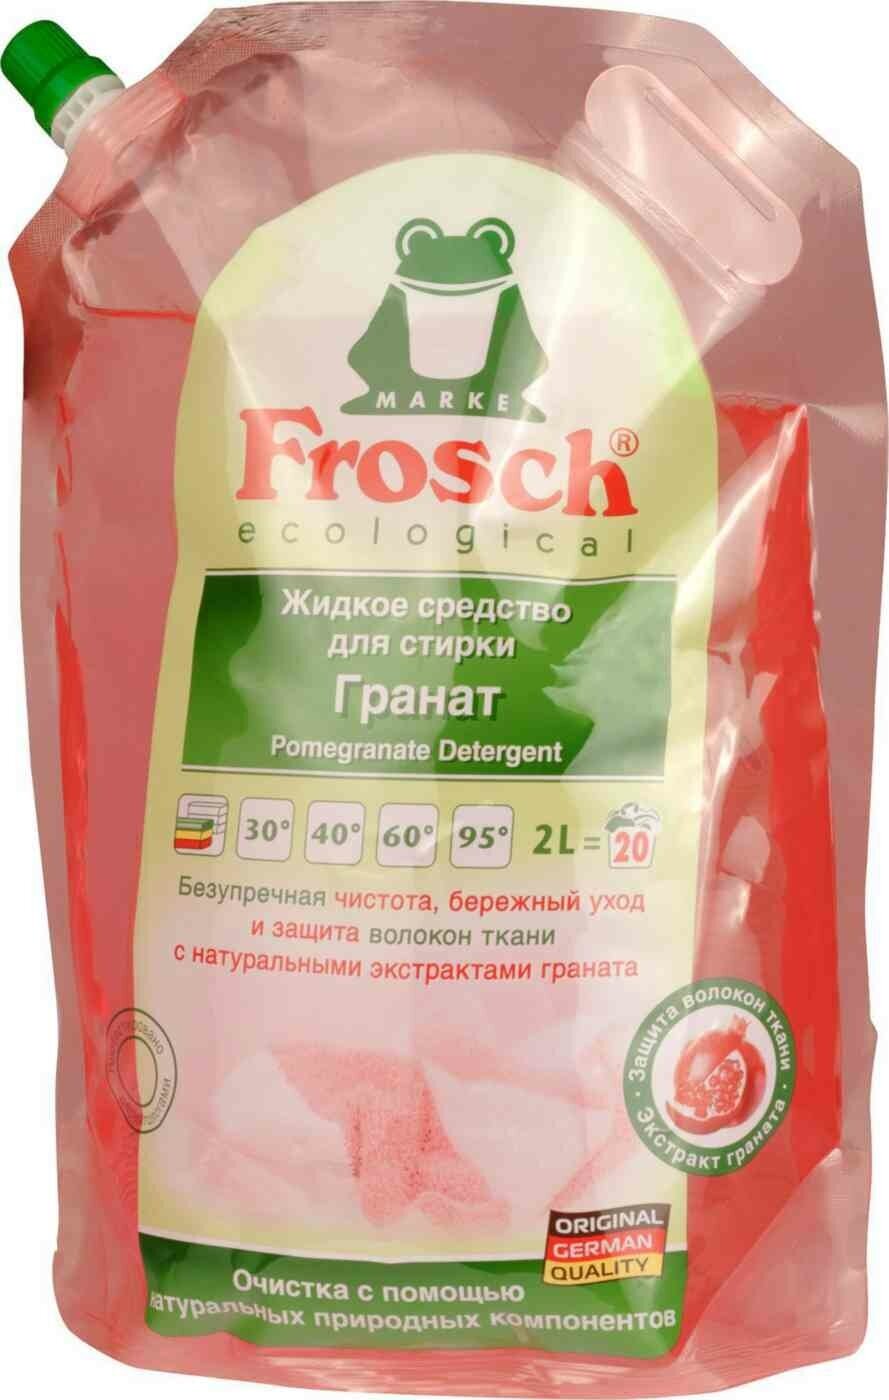 MARKE
Frosch®
ecological
Жидкое средство
для стирки
Гранат
Pomegranate Detergent
30° 40° 60° 95° 2L = 20
Безупречная чистота, бережный уход
и защита волокон ткани
с натуральными экстрактами граната
Защита волокон ткани
Экстракт граната
ORIGINAL
GERMAN
QUALITY
Очистка с помощью
натуральных природных компонентов